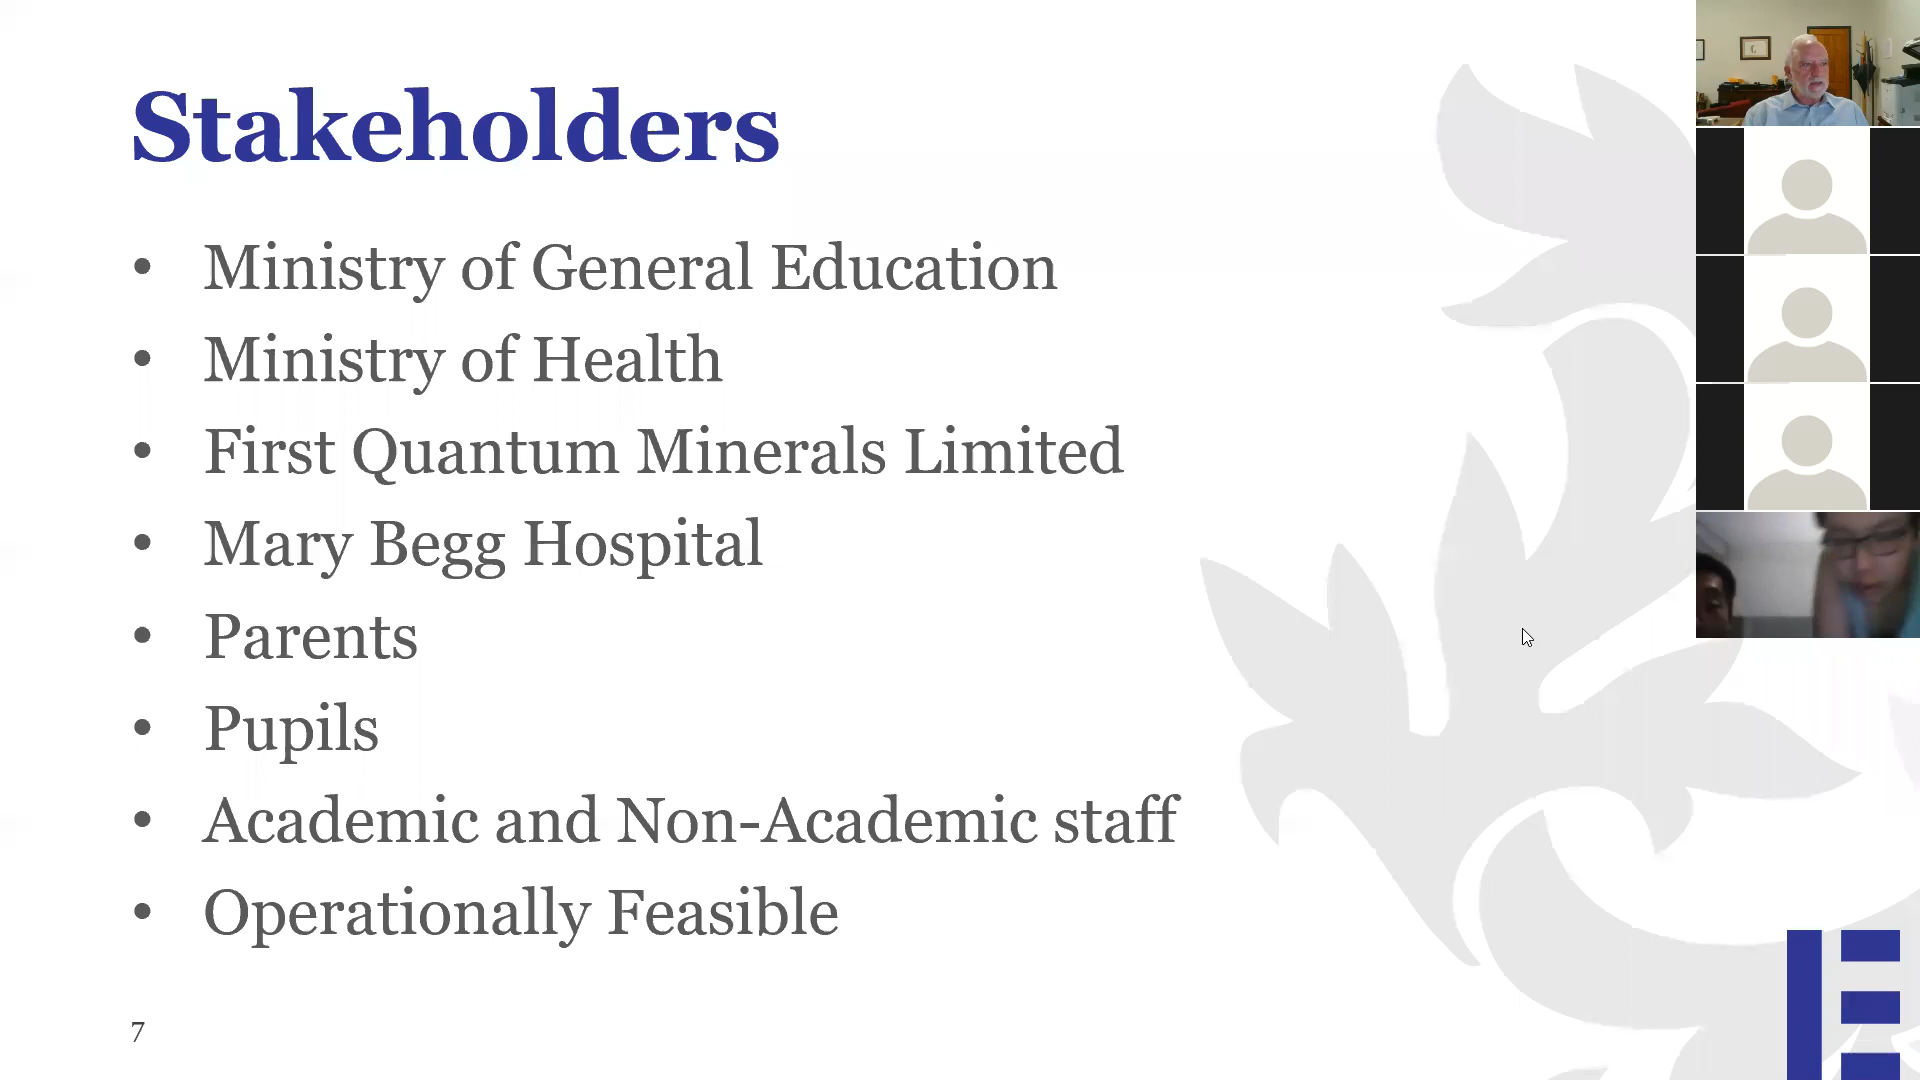 Stakeholders
• Ministry of General Education
• Ministry of Health
• First Quantum Minerals Limited
• Mary Begg Hospital
• Parents
• Pupils
• Academic and Non-Academic staff
• Operationally Feasible
7